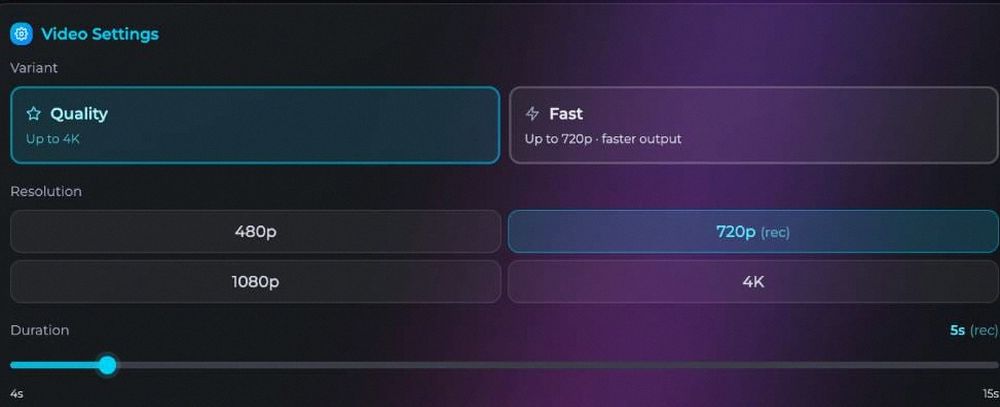 Video Settings
Variant
Quality
Up to 4K
Fast
Up to 720p · faster output
Resolution
480p
720p (rec)
1080p
4K
Duration
5s (rec)
4s
15s